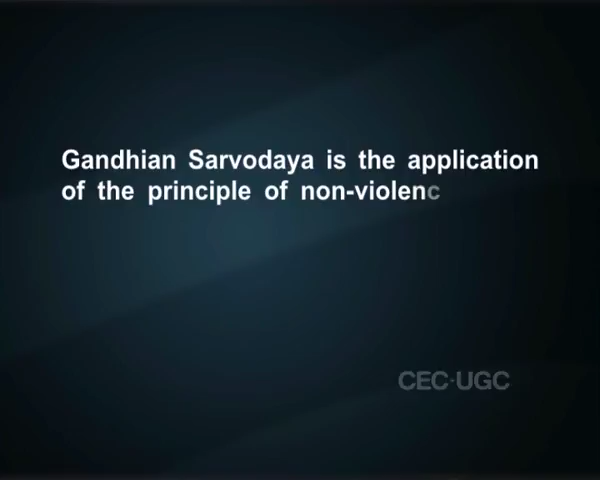 Gandhian Sarvodaya is the application
of the principle of non-violenc
CEC-UGC